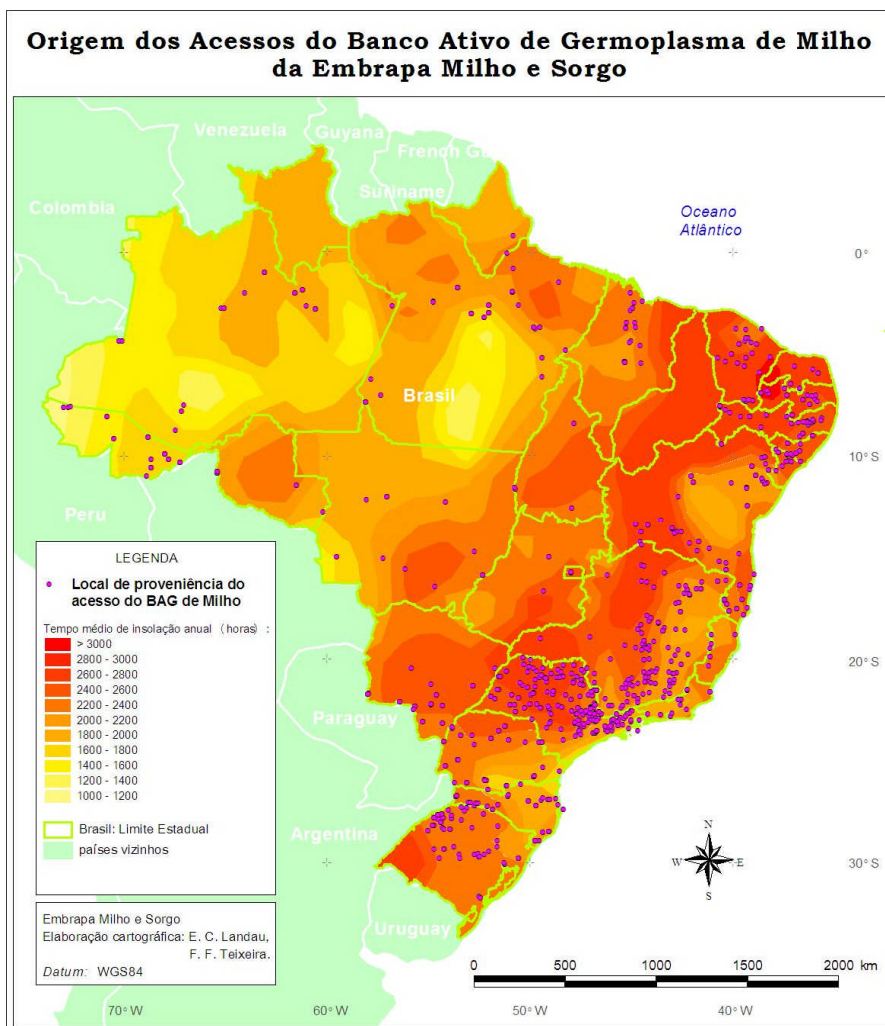 Origem dos Acessos do Banco Ativo de Germoplasma de Milho
da Embrapa Milho e Sorgo
Venezuela
Guyana
French Gu
Suriname
Colombia
Oceano
Atlântico
0°
Brasil
10°S
Peru
LEGENDA
Local de proveniência do
acesso do BAG de Milho
Tempo médio de insolação anual (horas) :
> 3000
2800 - 3000
2600 - 2800
2400 - 2600
2200 - 2400
2000 - 2200
1800 - 2000
1600 - 1800
1400 - 1600
1200 - 1400
1000 - 1200
Brasil: Limite Estadual
países vizinhos
20°S
Paraguay
Argentina
N
W E
S
30°S
Uruguay
Embrapa Milho e Sorgo
Elaboração cartográfica: E. C. Landau,
F. F. Teixeira.
Datum: WGS84
0 500 1000 1500 2000 km
70°W 60°W 50°W 40°W